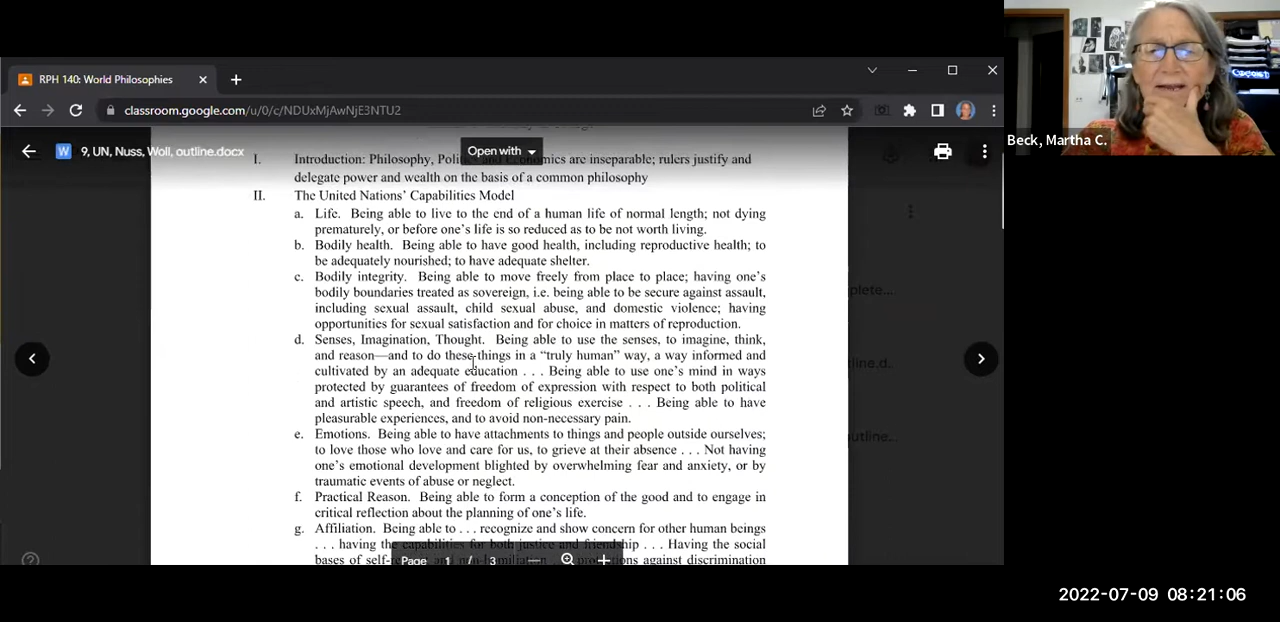 RPH 140: World Philosophies
classroom.google.com/u/0/c/NDUxMjAwNjE3NTU2
9, UN, Nuss, Woll, outline.docx
Open with
Beck, Martha C.
I. Introduction: Philosophy, Polit and E omics are inseparable; rulers justify and
delegate power and wealth on the basis of a common philosophy
II. The United Nations' Capabilities Model
a. Life. Being able to live to the end of a human life of normal length; not dying
prematurely, or before one's life is so reduced as to be not worth living.
b. Bodily health. Being able to have good health, including reproductive health; to
be adequately nourished; to have adequate shelter.
c. Bodily integrity. Being able to move freely from place to place; having one's
bodily boundaries treated as sovereign, i.e. being able to be secure against assault,
including sexual assault, child sexual abuse, and domestic violence; having
opportunities for sexual satisfaction and for choice in matters of reproduction.
d. Senses, Imagination, Thought. Being able to use the senses, to imagine, think,
and reason—and to do these things in a “truly human” way, a way informed and
cultivated by an adequate education . . . Being able to use one's mind in ways
protected by guarantees of freedom of expression with respect to both political
and artistic speech, and freedom of religious exercise . . . Being able to have
pleasurable experiences, and to avoid non-necessary pain.
e. Emotions. Being able to have attachments to things and people outside ourselves;
to love those who love and care for us, to grieve at their absence . . . Not having
one's emotional development blighted by overwhelming fear and anxiety, or by
traumatic events of abuse or neglect.
f. Practical Reason. Being able to form a conception of the good and to engage in
critical reflection about the planning of one's life.
g. Affiliation. Being able to . . . recognize and show concern for other human beings
. . . having the capabilities for both justice and friendship . . . Having the social
bases of self-re and non-humiliation . . . protections against discrimination
plete...
line.d..
outline...
Page 1 / 3
2022-07-09 08:21:06